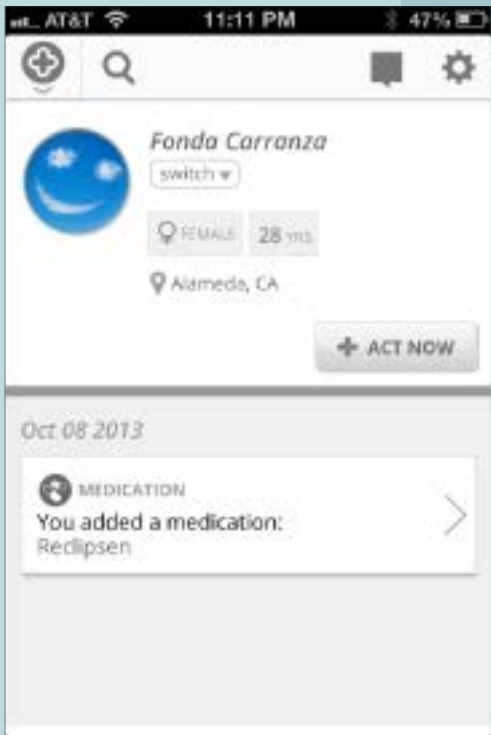 AT&T 11:11 PM 47%
Fonda Carranza
switch
FEMALE 28 YRS
Alameda, CA
+ ACT NOW
Oct 08 2013
MEDICATION
You added a medication:
Reclipsen